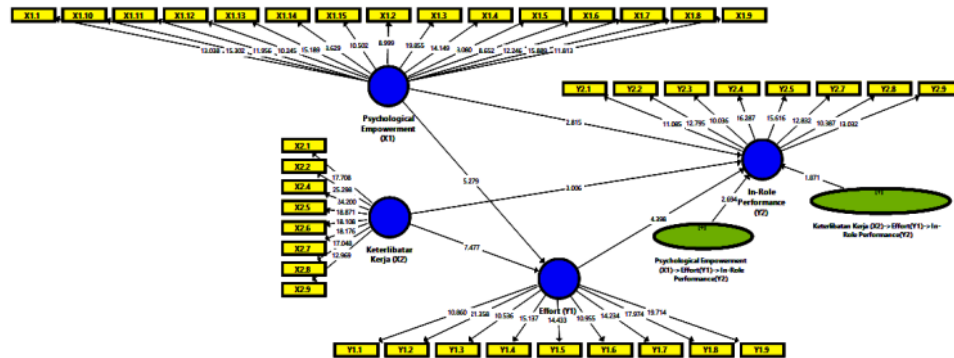 X1.1 X1.10 X1.11 X1.12 X1.13 X1.14 X1.15 X1.2 X1.3 X1.4 X1.5 X1.6 X1.7 X1.8 X1.9
13.038 15.302 11.956 10.245 15.189 3.629 10.502 8.999 19.855 14.149 3.080 8.652 12.246 15.889 11.813
Psychological
Empowerment
(X1)
Y2.1 Y2.2 Y2.3 Y2.4 Y2.5 Y2.7 Y2.8 Y2.9
11.085 12.795 10.036 16.287 15.616 12.832 10.387 13.032
2.815
In-Role
Performance
(Y2)
X2.1
X2.2
X2.4
X2.5
X2.6
X2.7
X2.8
X2.9
17.708
25.298
34.200
18.871
18.106
18.176
17.048
12.969
Keterlibatar
Kerja (X2)
5.279
3.006
7.477
4.398
2.694
1.871
Keterlibatan Kerja (X2)->Effort(Y1)->In-
Role Performance(Y2)
Psychological Empowerment
(X1)->Effort(Y1)->In-Role
Performance(Y2)
Effort (Y1)
10.860 21.258 10.536 15.137 14.433 10.955 14.234 17.974 19.714
Y1.1 Y1.2 Y1.3 Y1.4 Y1.5 Y1.6 Y1.7 Y1.8 Y1.9